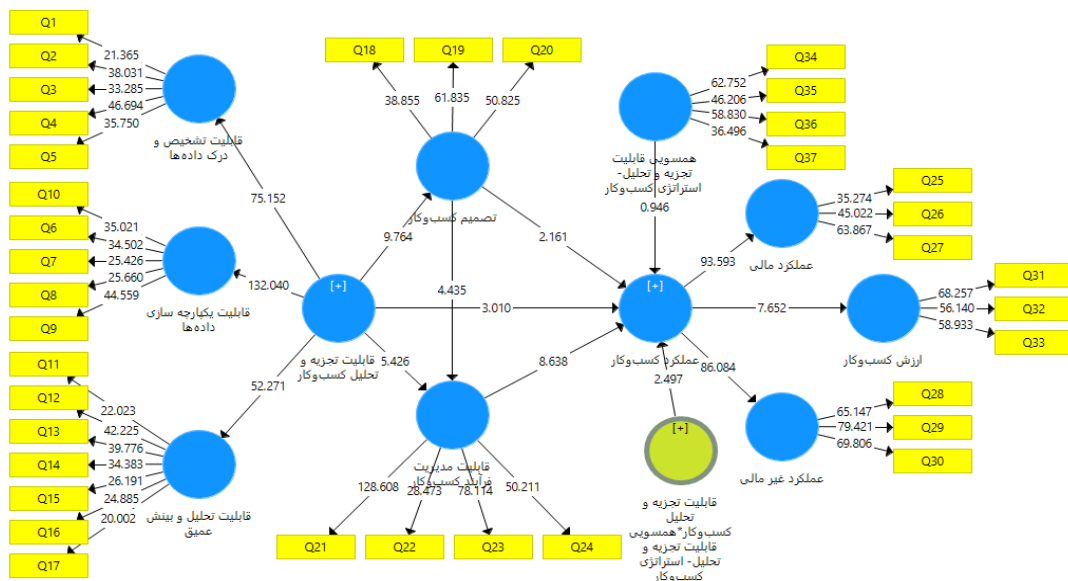 Q1
Q2
Q3
Q4
Q5
21.365
38.031
33.285
46.694
35.750
قابلیت تشخیص و
درک داده‌ها
75.152
Q10
Q6
Q7
Q8
Q9
35.021
34.502
25.426
25.660
44.559
قابلیت یکپارچه سازی
داده‌ها
132.040
Q11
Q12
Q13
Q14
Q15
Q16
Q17
22.023
42.225
39.776
34.383
26.191
24.885
20.002
قابلیت تحلیل و بینش
عمیق
52.271
[+]
قابلیت تجزیه و
تحلیل کسب‌وکار
Q18
Q19
Q20
38.855
61.835
50.825
تصمیم کسب‌وکار
9.764
2.161
4.435
3.010
5.426
8.638
قابلیت مدیریت
فرآیند کسب‌وکار
128.608
28.473
78.114
50.211
Q21
Q22
Q23
Q24
Q34
Q35
Q36
Q37
62.752
46.206
58.830
36.496
همسویی قابلیت
تجزیه و تحلیل-
استراتژی کسب‌وکار
0.946
[+]
عملکرد کسب‌وکار
2.497
[+]
قابلیت تجزیه و
تحلیل
کسب‌وکار*همسویی
قابلیت تجزیه و
تحلیل- استراتژی
کسب‌وکار
Q25
Q26
Q27
35.274
45.022
63.867
عملکرد مالی
93.593
7.652
Q31
Q32
Q33
68.257
56.140
58.933
ارزش کسب‌وکار
86.084
Q28
Q29
Q30
65.147
79.421
69.806
عملکرد غیر مالی